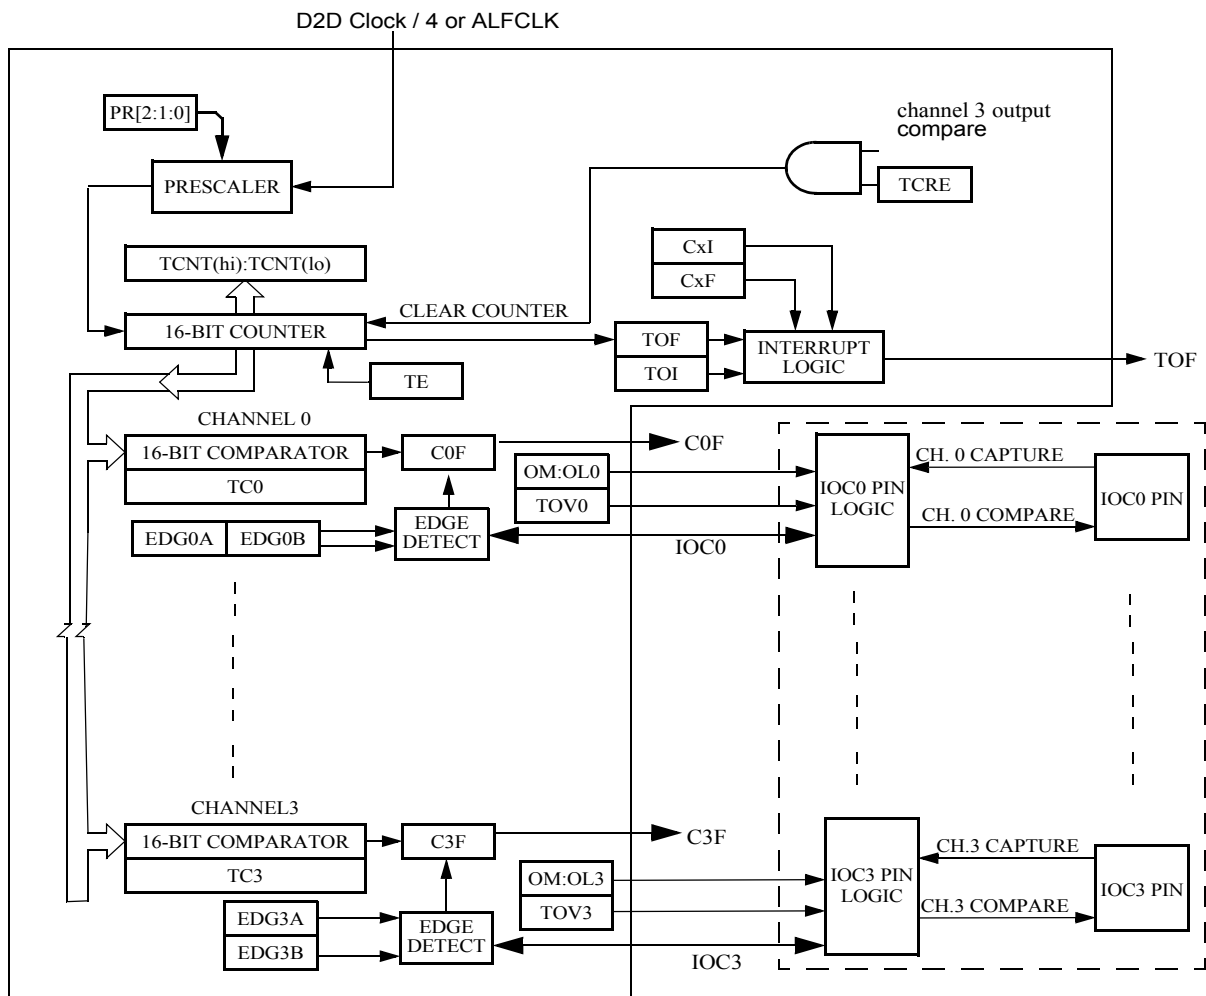 D2D Clock / 4 or ALFCLK
PR[2:1:0]
channel 3 output
compare
PRESCALER
TCRE
CxI
CxF
TCNT(hi):TCNT(lo)
CLEAR COUNTER
16-BIT COUNTER
TOF
TOI
INTERRUPT
LOGIC
TOF
TE
CHANNEL 0
16-BIT COMPARATOR
TC0
C0F
C0F
OM:OL0
TOV0
IOC0 PIN
LOGIC
CH. 0 CAPTURE
CH. 0 COMPARE
IOC0 PIN
EDG0A
EDG0B
EDGE
DETECT
IOC0
CHANNEL3
16-BIT COMPARATOR
TC3
C3F
C3F
OM:OL3
TOV3
IOC3 PIN
LOGIC
CH.3 CAPTURE
CH.3 COMPARE
IOC3 PIN
EDG3A
EDG3B
EDGE
DETECT
IOC3